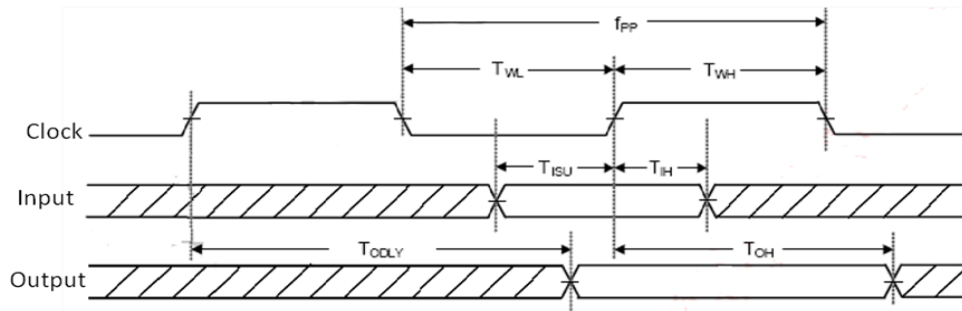 fPP
TWL TWH
Clock
TISU TIH
Input
TODLY TOH
Output